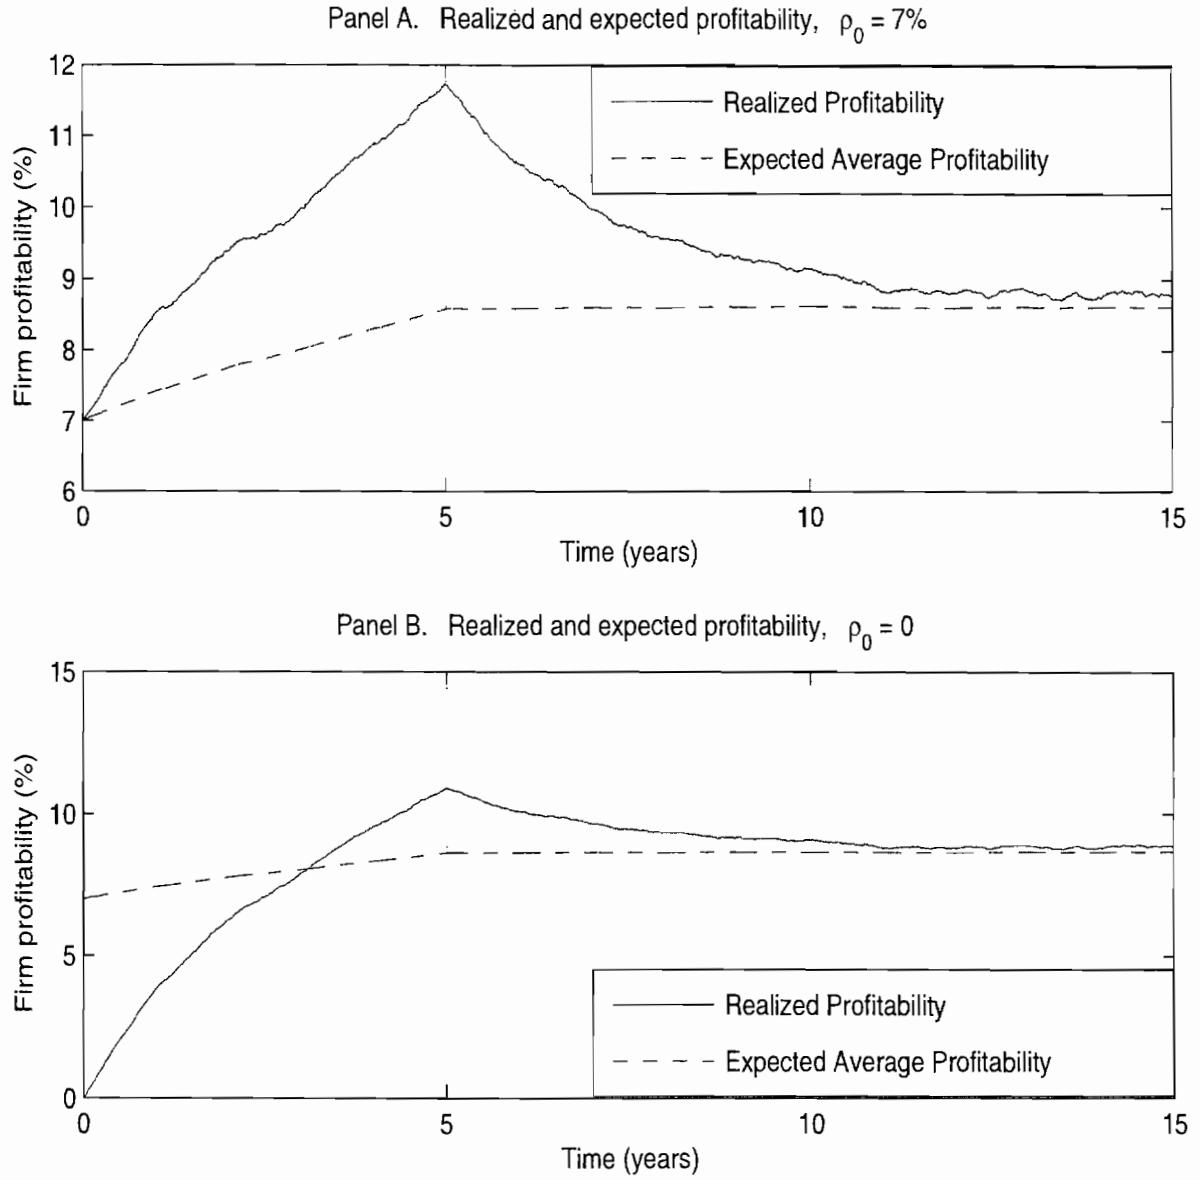 Panel A. Realized and expected profitability, ρ0 = 7%
12
11
10
9
8
7
6
Firm profitability (%)
Realized Profitability
Expected Average Profitability
0 5 10 15
Time (years)
Panel B. Realized and expected profitability, ρ0 = 0
15
10
5
0
Firm profitability (%)
Realized Profitability
Expected Average Profitability
0 5 10 15
Time (years)